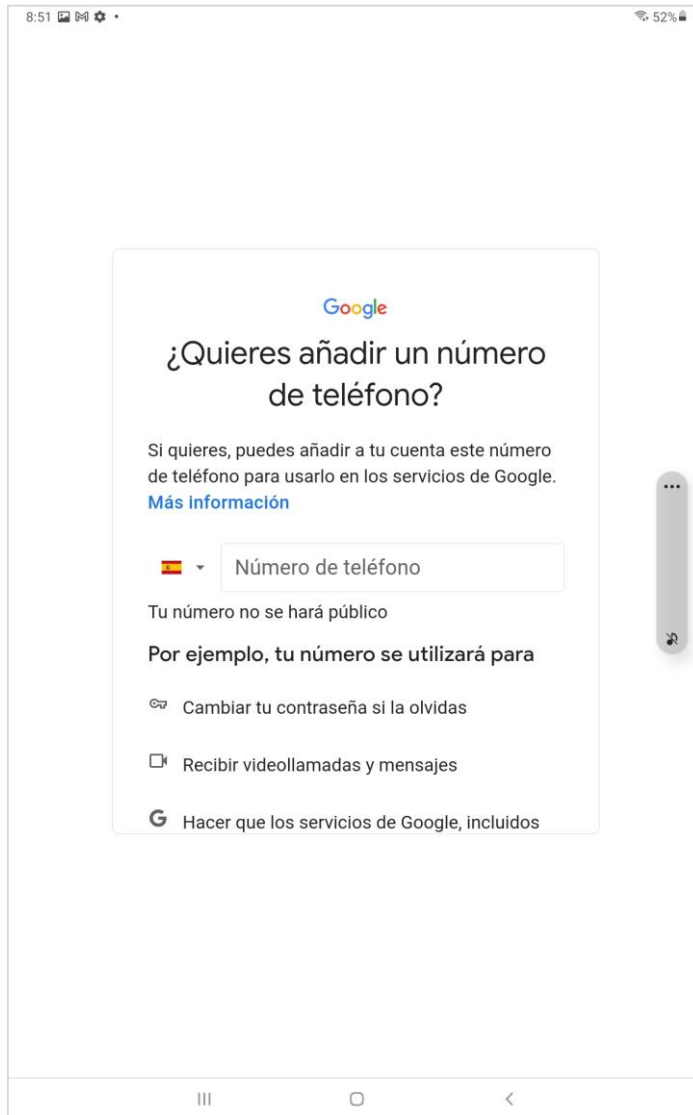 8:51
52%
Google
¿Quieres añadir un número
de teléfono?
Si quieres, puedes añadir a tu cuenta este número
de teléfono para usarlo en los servicios de Google.
Más información
Número de teléfono
Tu número no se hará público
Por ejemplo, tu número se utilizará para
Cambiar tu contraseña si la olvidas
Recibir videollamadas y mensajes
G Hacer que los servicios de Google, incluidos